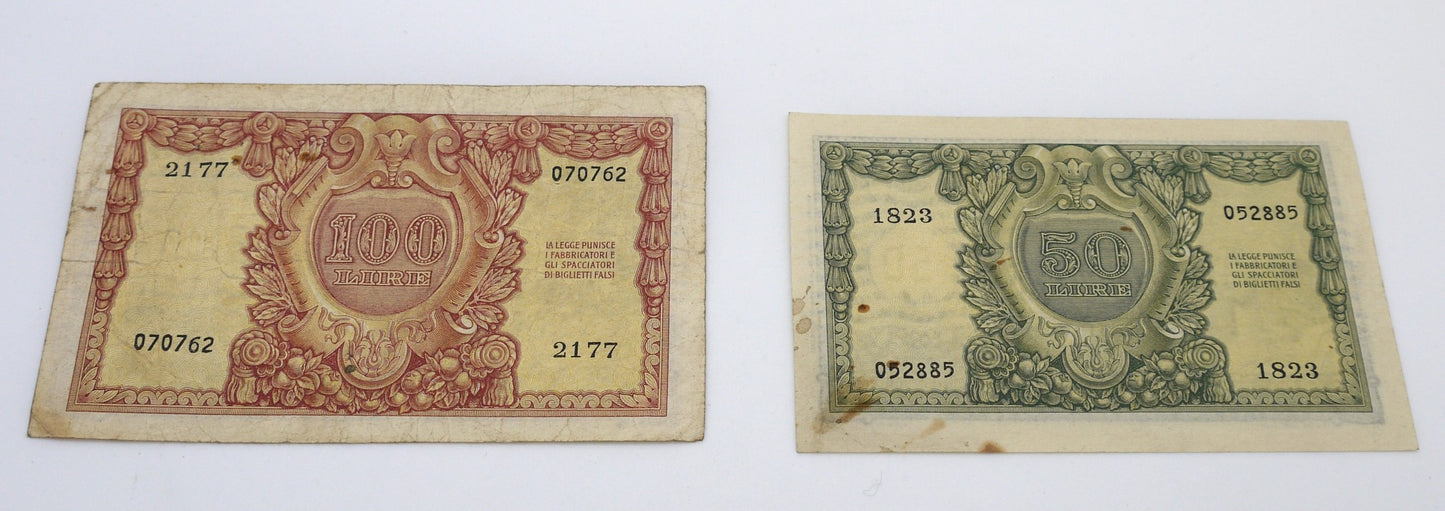 2177
070762
100
LIRE
LA LEGGE PUNISCE
I FABBRICATORI E
GLI SPACCIATORI
DI BIGLIETTI FALSI
070762
2177
1823
052885
50
LIRE
LA LEGGE PUNISCE
I FABBRICATORI E
GLI SPACCIATORI
DI BIGLIETTI FALSI
052885
1823